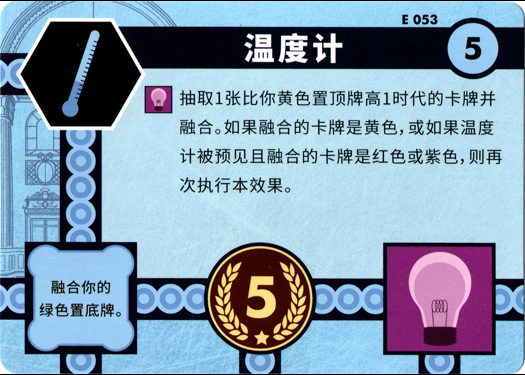 E 053
温度计
5
抽取1张比你黄色置顶牌高1时代的卡牌并
融合。如果融合的卡牌是黄色，或如果温度
计被预见且融合的卡牌是红色或紫色，则再
次执行本效果。
融合你的
绿色置底牌。
5